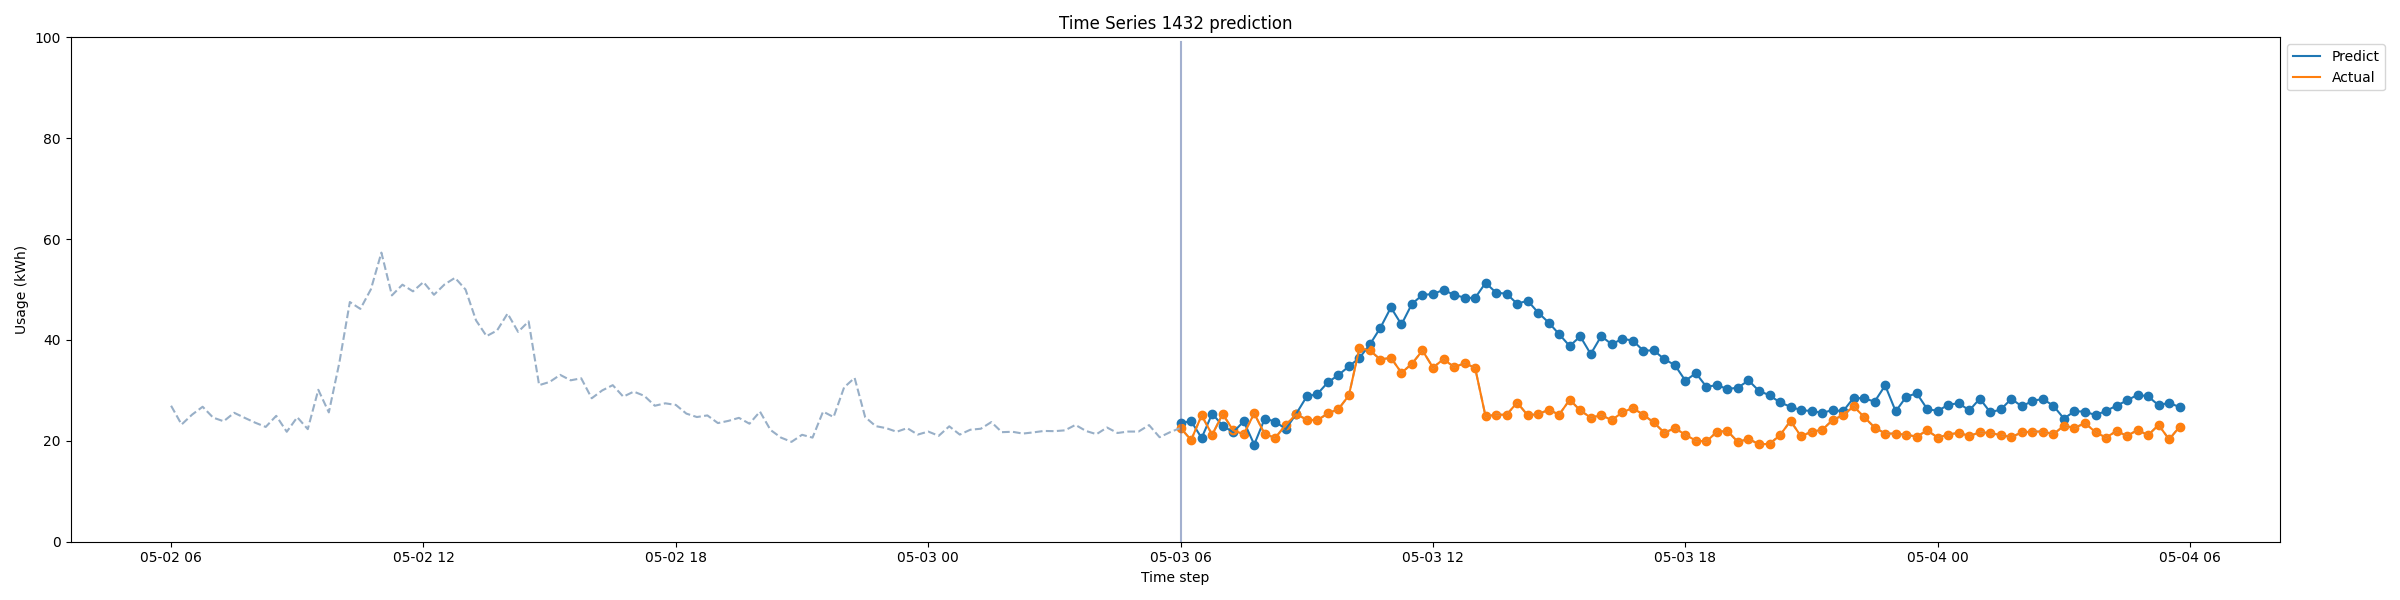 Time Series 1432 prediction
100
80
60
40
20
0
Usage (kWh)
05-02 06 05-02 12 05-02 18 05-03 00 05-03 06 05-03 12 05-03 18 05-04 00 05-04 06
Time step
Predict
Actual